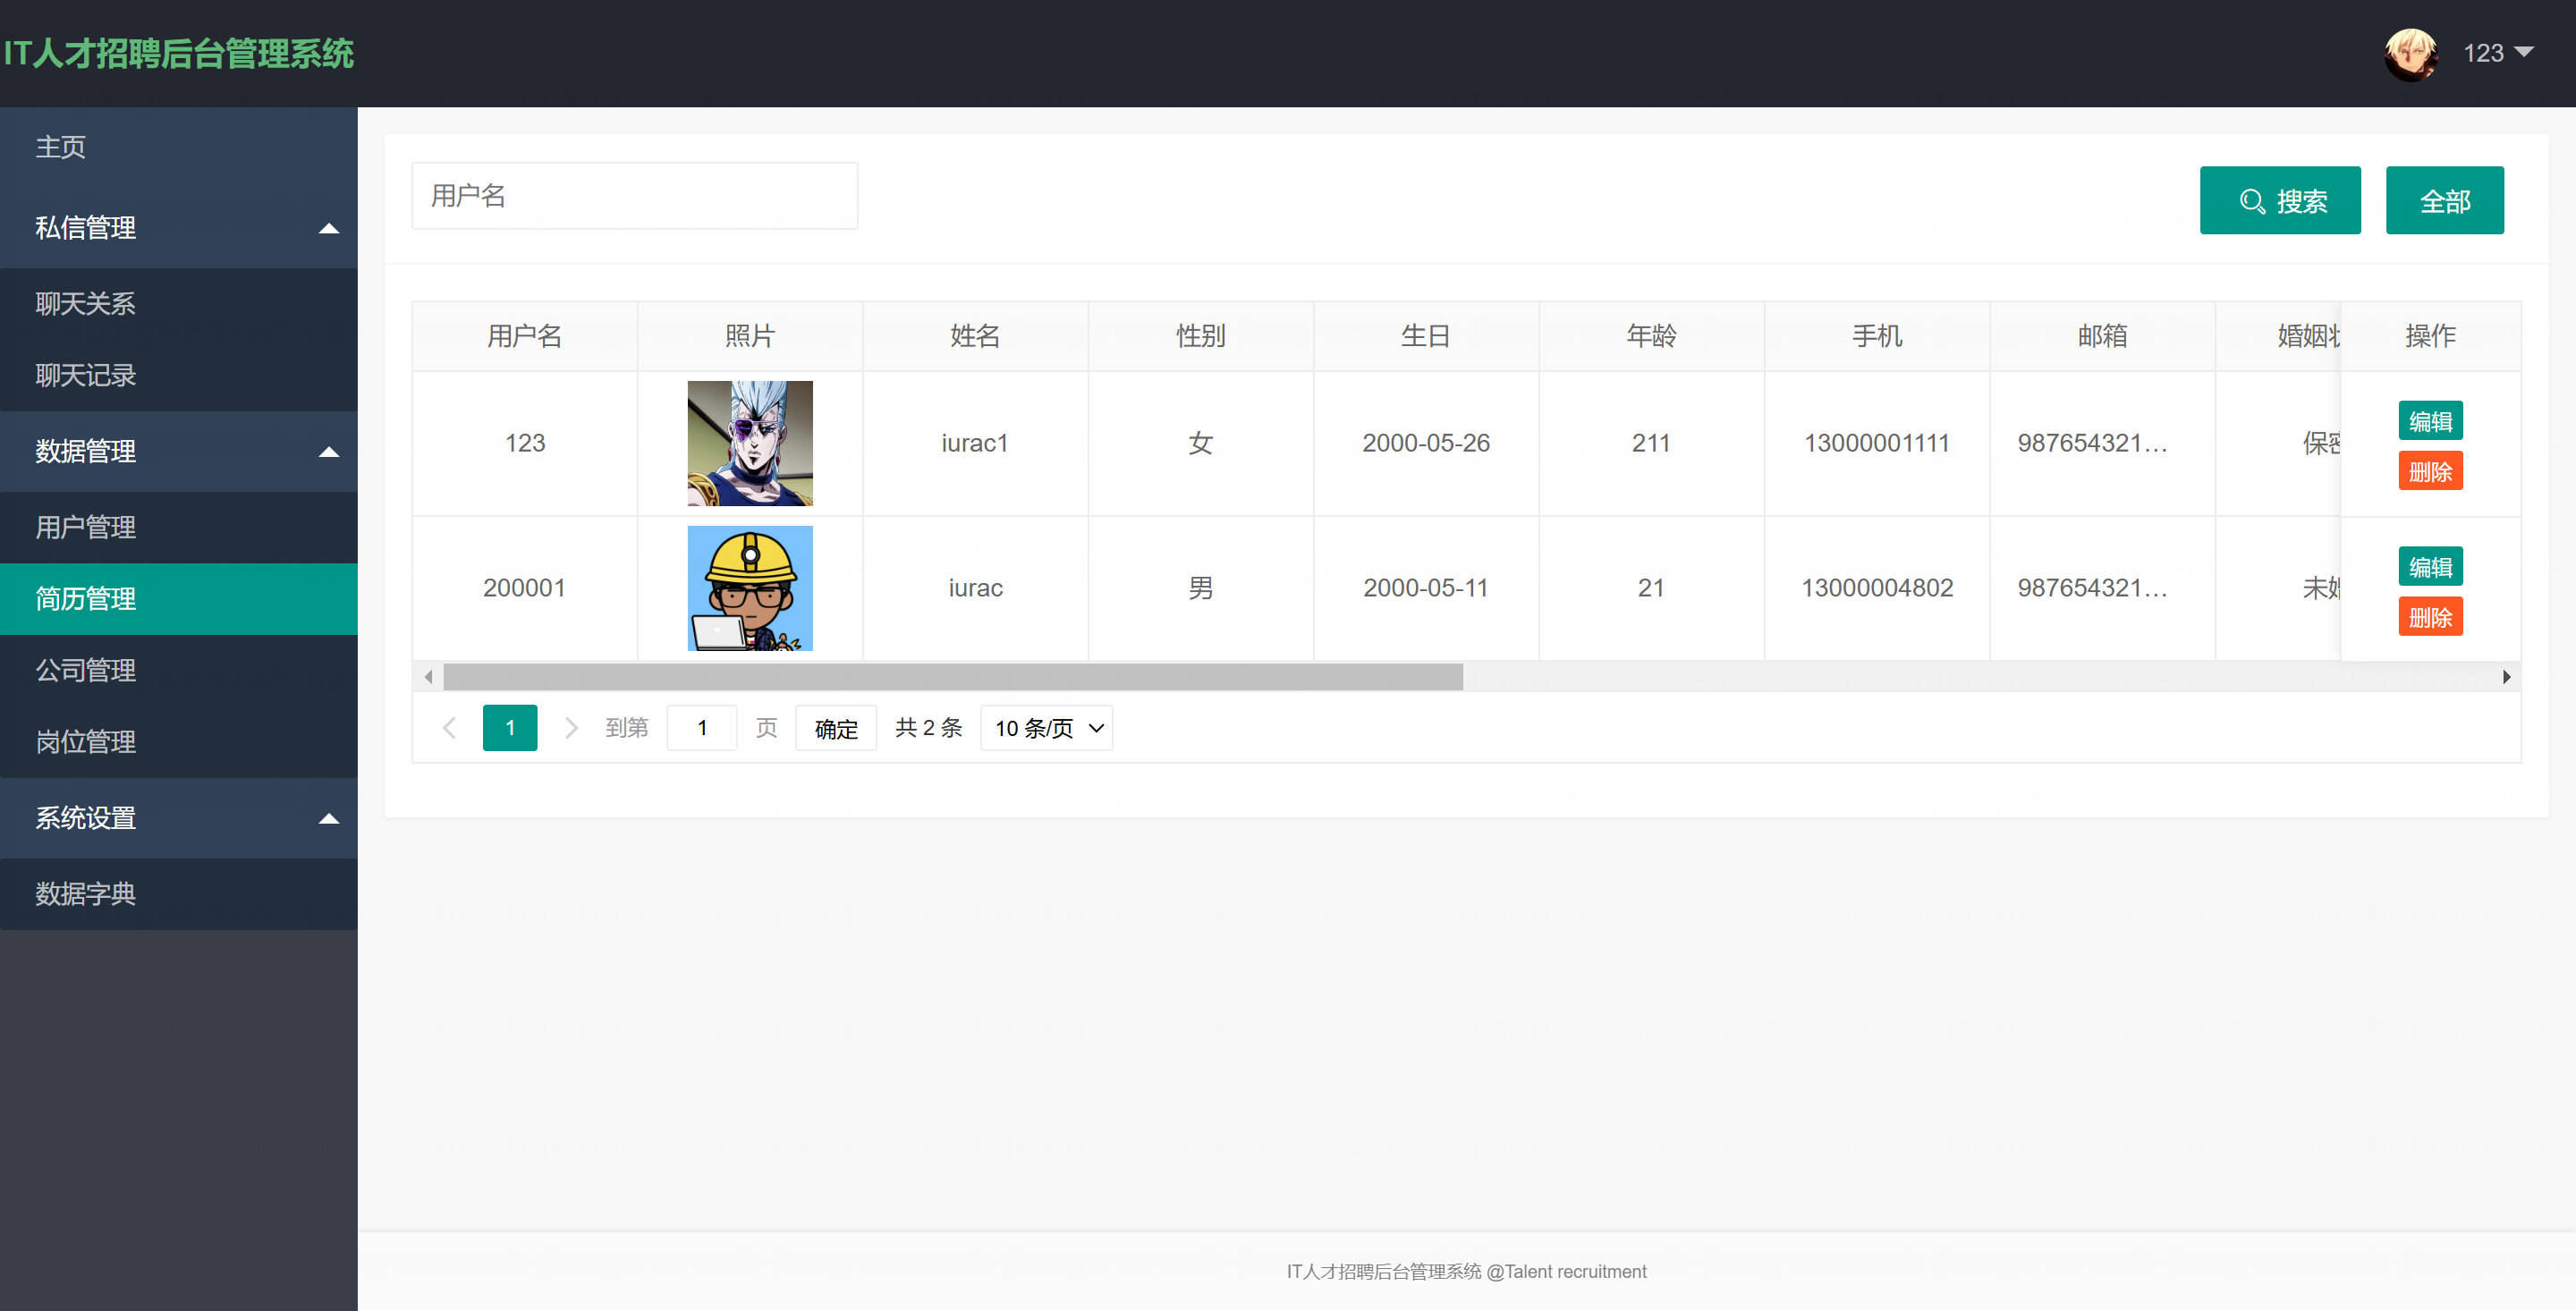 IT人才招聘后台管理系统
123
主页
私信管理
聊天关系
聊天记录
数据管理
用户管理
简历管理
公司管理
岗位管理
系统设置
数据字典
用户名
搜索
全部
用户名 照片 姓名 性别 生日 年龄 手机 邮箱 婚姻状 操作
123 iurac1 女 2000-05-26 211 13000001111 987654321… 保密 编辑
删除
200001 iurac 男 2000-05-11 21 13000004802 987654321… 未婚 编辑
删除
1 到第 1 页 确定 共 2 条 10 条/页
IT人才招聘后台管理系统 @Talent recruitment